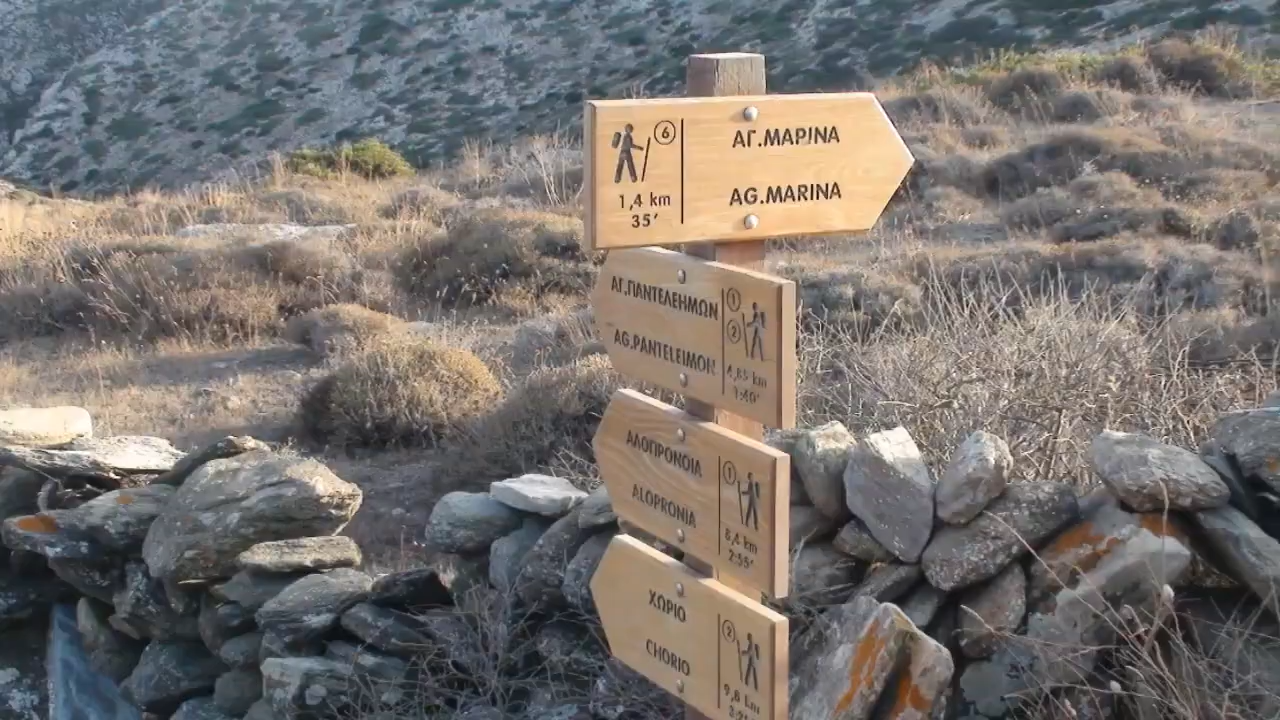 6
ΑΓ.ΜΑΡΙΝΑ
AG.MARINA
1,4 km
35′
ΑΓ.ΠΑΝΤΕΛΕΗΜΩΝ
AG.PANTELEIMON
1
2
4,85 km
1:40′
ΑΛΟΠΡΟΝΟΙΑ
ALOPRONIA
1
8,4 km
2:55′
ΧΩΡΙΟ
CHORIO
2
9,8 km